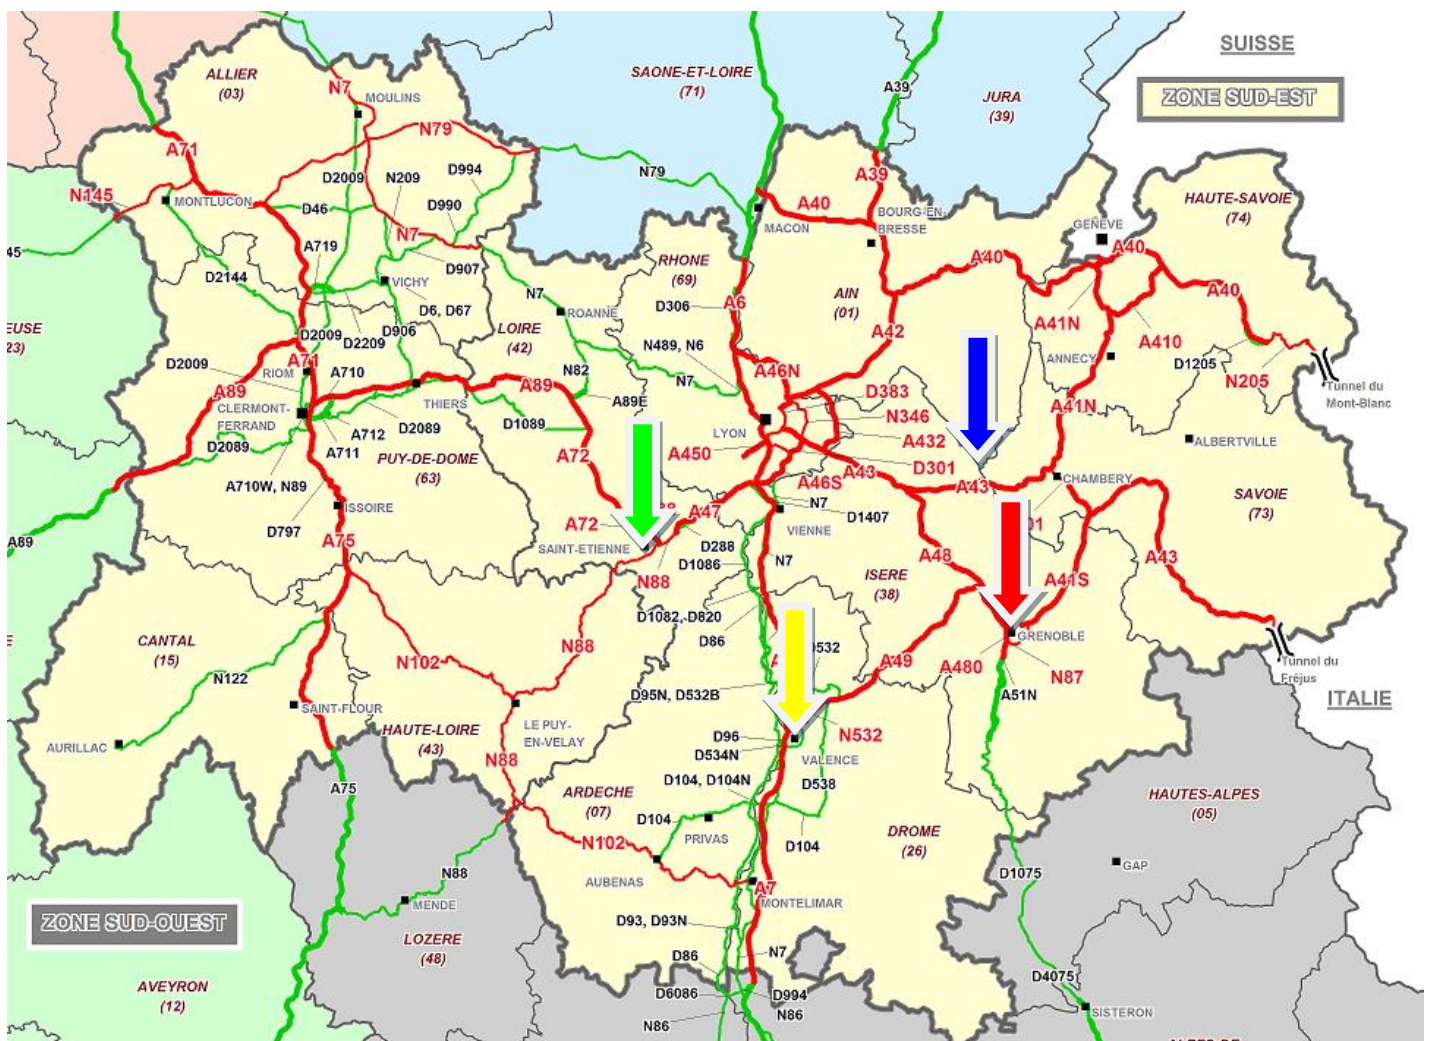 SUISSE
ZONE SUD-EST
ALLIER
(03)
SAONE-ET-LOIRE
(71)
A39
JURA
(39)
N7
MOULINS
N79
A71
N79
D2009
N209
D994
A39
HAUTE-SAVOIE
(74)
N145
MONTLUCON
D46
D990
A40
BOURG-EN-
BRESSE
GENÈVE
MACON
N7
A40
A40
45
A719
D907
RHONE
(69)
D2144
VICHY
A40
AIN
(01)
N7
D306
A6
D6, D67
ROANNE
A41N
EUSE
23)
D2009
D906
LOIRE
(42)
A42
A410
D2209
N489, N6
D2009
A71
ANNECY
D1205
RIOM
A710
N82
A46N
N205
A89
A89
N7
Tunnel du
Mont-Blanc
D383
CLERMONT-
FERRAND
THIERS
A89E
A41N
N346
D1089
LYON
ALBERTVILLE
A712
D2089
D2089
A711
A432
PUY-DE-DOME
(63)
A72
A450
D301
A43
A710W, N89
A46S
A43
CHAMBERY
SAVOIE
(73)
ISSOIRE
N7
A47
D1407
D797
A72
VIENNE
01
A75
SAINT-ETIENNE
D288
A89
D1086
N7
A48
A43
N88
ISERE
(38)
A41S
D1082, D820
CANTAL
(15)
D86
GRENOBLE
N88
D532
N102
A49
A480
N87
Tunnel du
Fréjus
N122
D95N, D532B
A51N
ITALIE
SAINT-FLOUR
HAUTE-LOIRE
(43)
LE PUY-
EN-VELAY
D96
N532
AURILLAC
D534N
VALENCE
N88
D104, D104N
D538
A75
ARDECHE
(07)
HAUTES-ALPES
(05)
D104
PRIVAS
DROME
(26)
N102
D104
GAP
N88
D1075
AUBENAS
A7
MENDE
MONTELIMAR
ZONE SUD-OUEST
D93, D93N
LOZERE
(48)
N7
D86
D4075
AVEYRON
(12)
D6086
D994
N86
N86
SISTERON